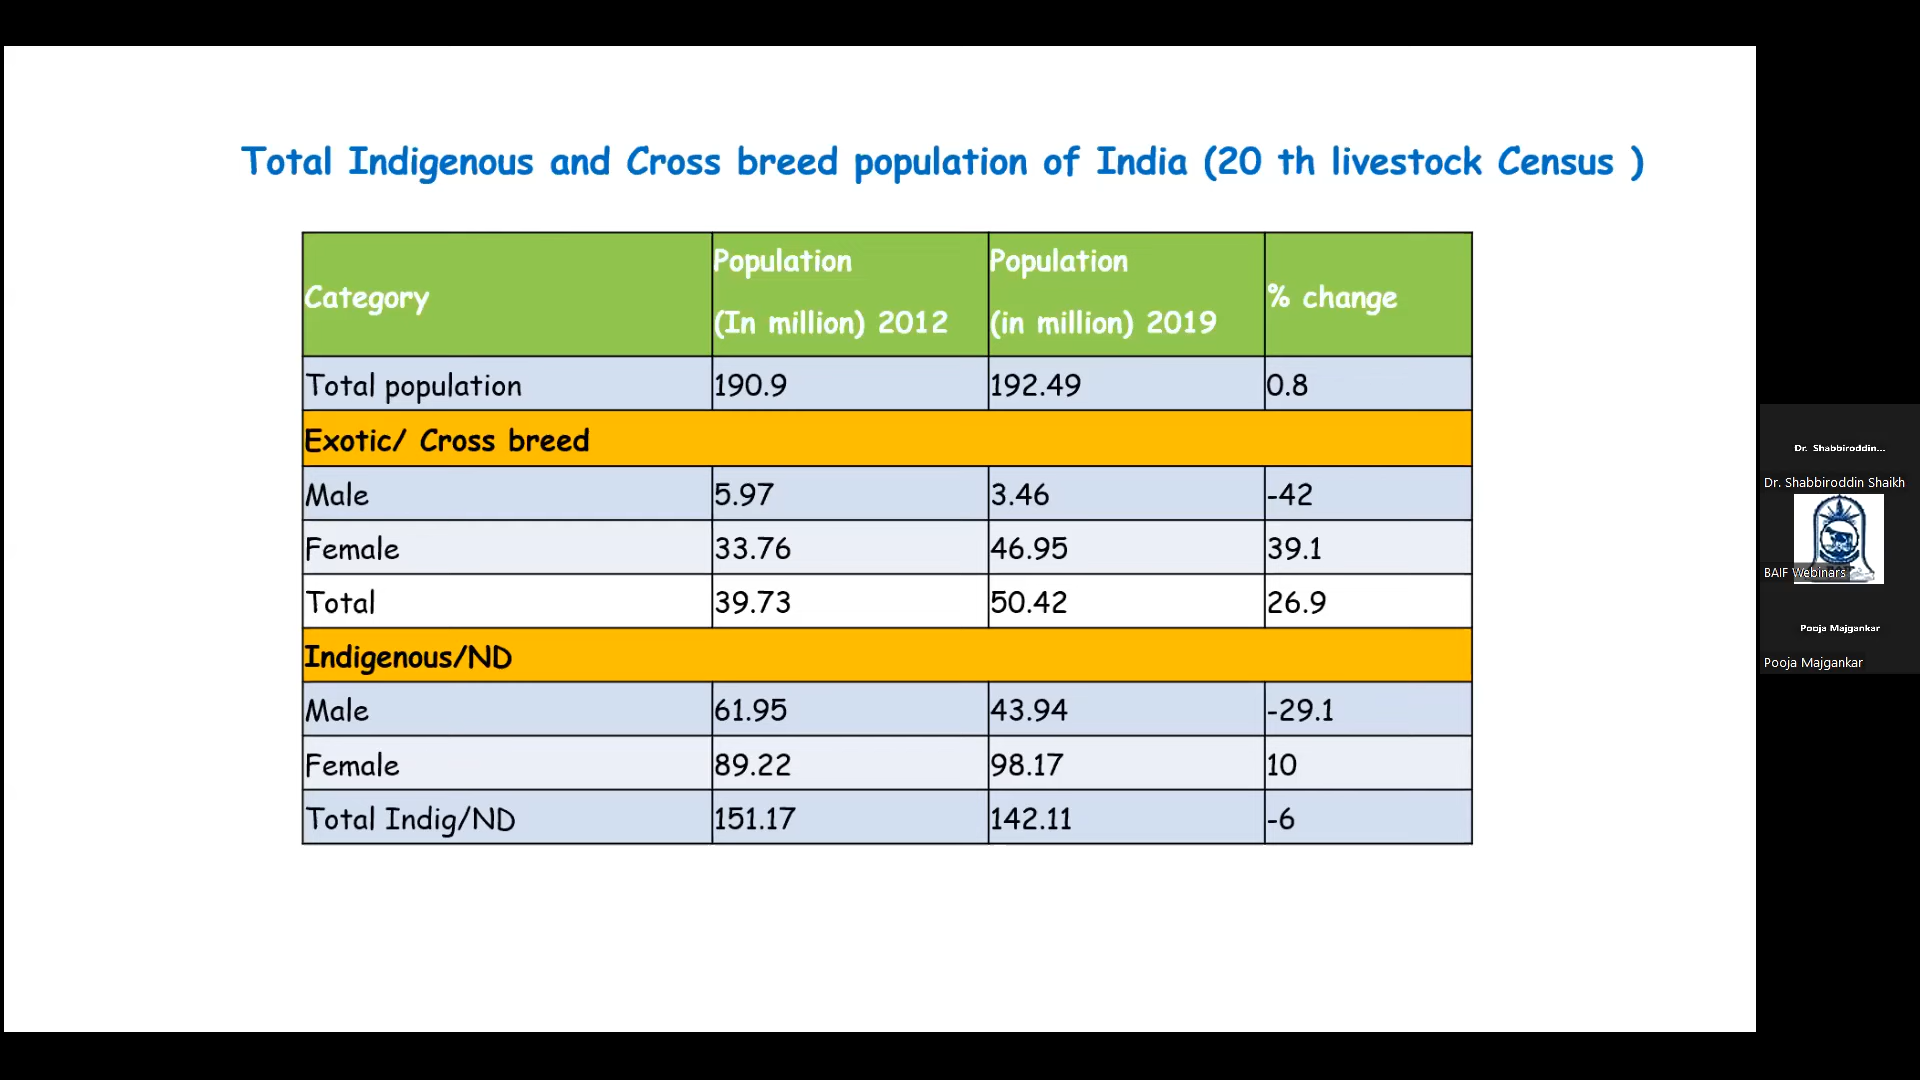 Total Indigenous and Cross breed population of India (20 th livestock Census )
Category
Population
(In million) 2012
Population
(in million) 2019
% change
Total population 190.9 192.49 0.8
Exotic/ Cross breed
Male 5.97 3.46 -42
Female 33.76 46.95 39.1
Total 39.73 50.42 26.9
Indigenous/ND
Male 61.95 43.94 -29.1
Female 89.22 98.17 10
Total Indig/ND 151.17 142.11 -6
Dr. Shabbiroddin...
Dr. Shabbiroddin Shaikh
BAIF Webinars
Pooja Majgankar
Pooja Majgankar